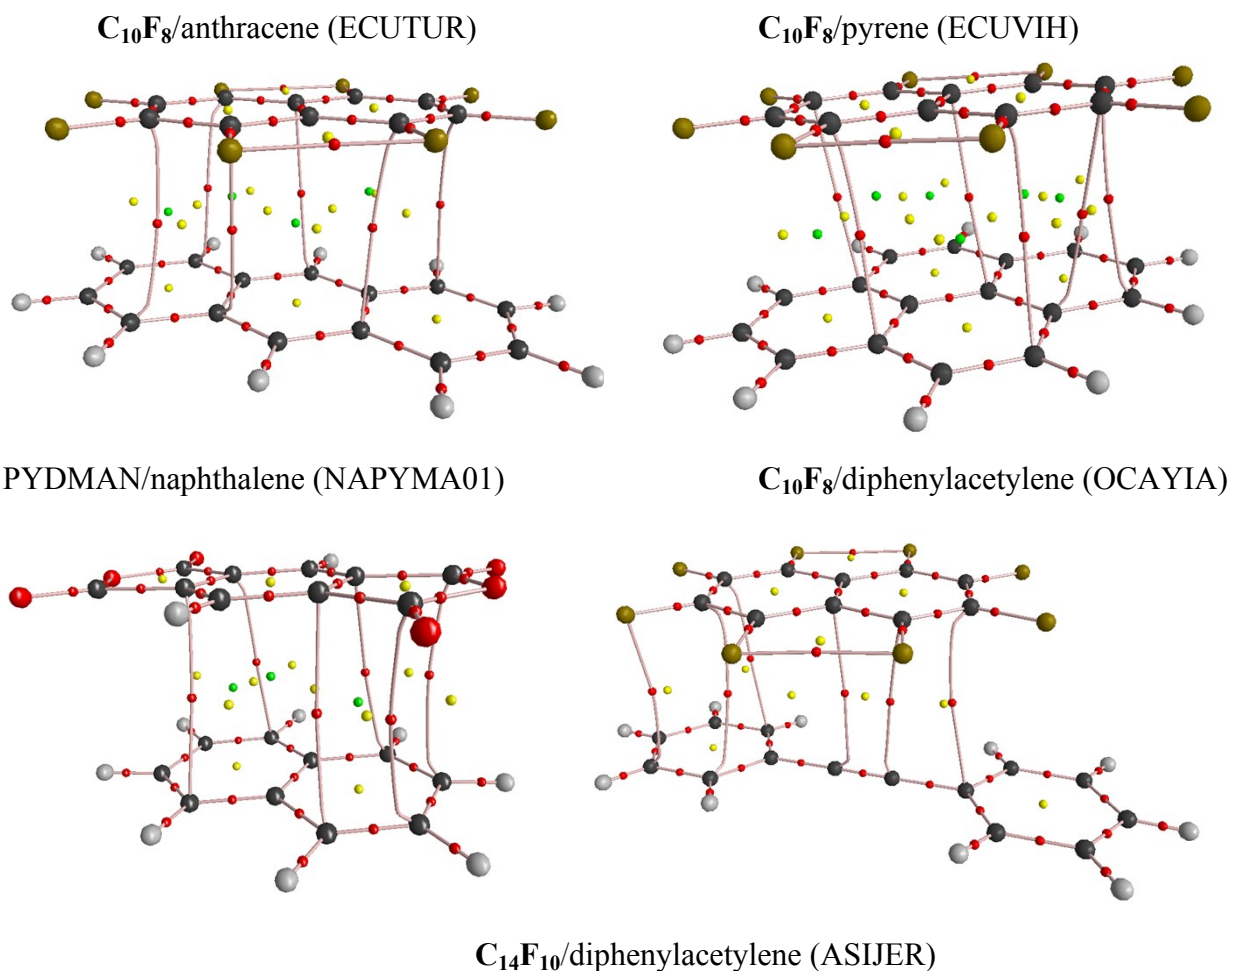 C₁₀F₈/anthracene (ECUTUR)
C₁₀F₈/pyrene (ECUVIH)
PYDMAN/naphthalene (NAPYMA01)
C₁₀F₈/diphenylacetylene (OCAYIA)
C₁₄F₁₀/diphenylacetylene (ASIJER)